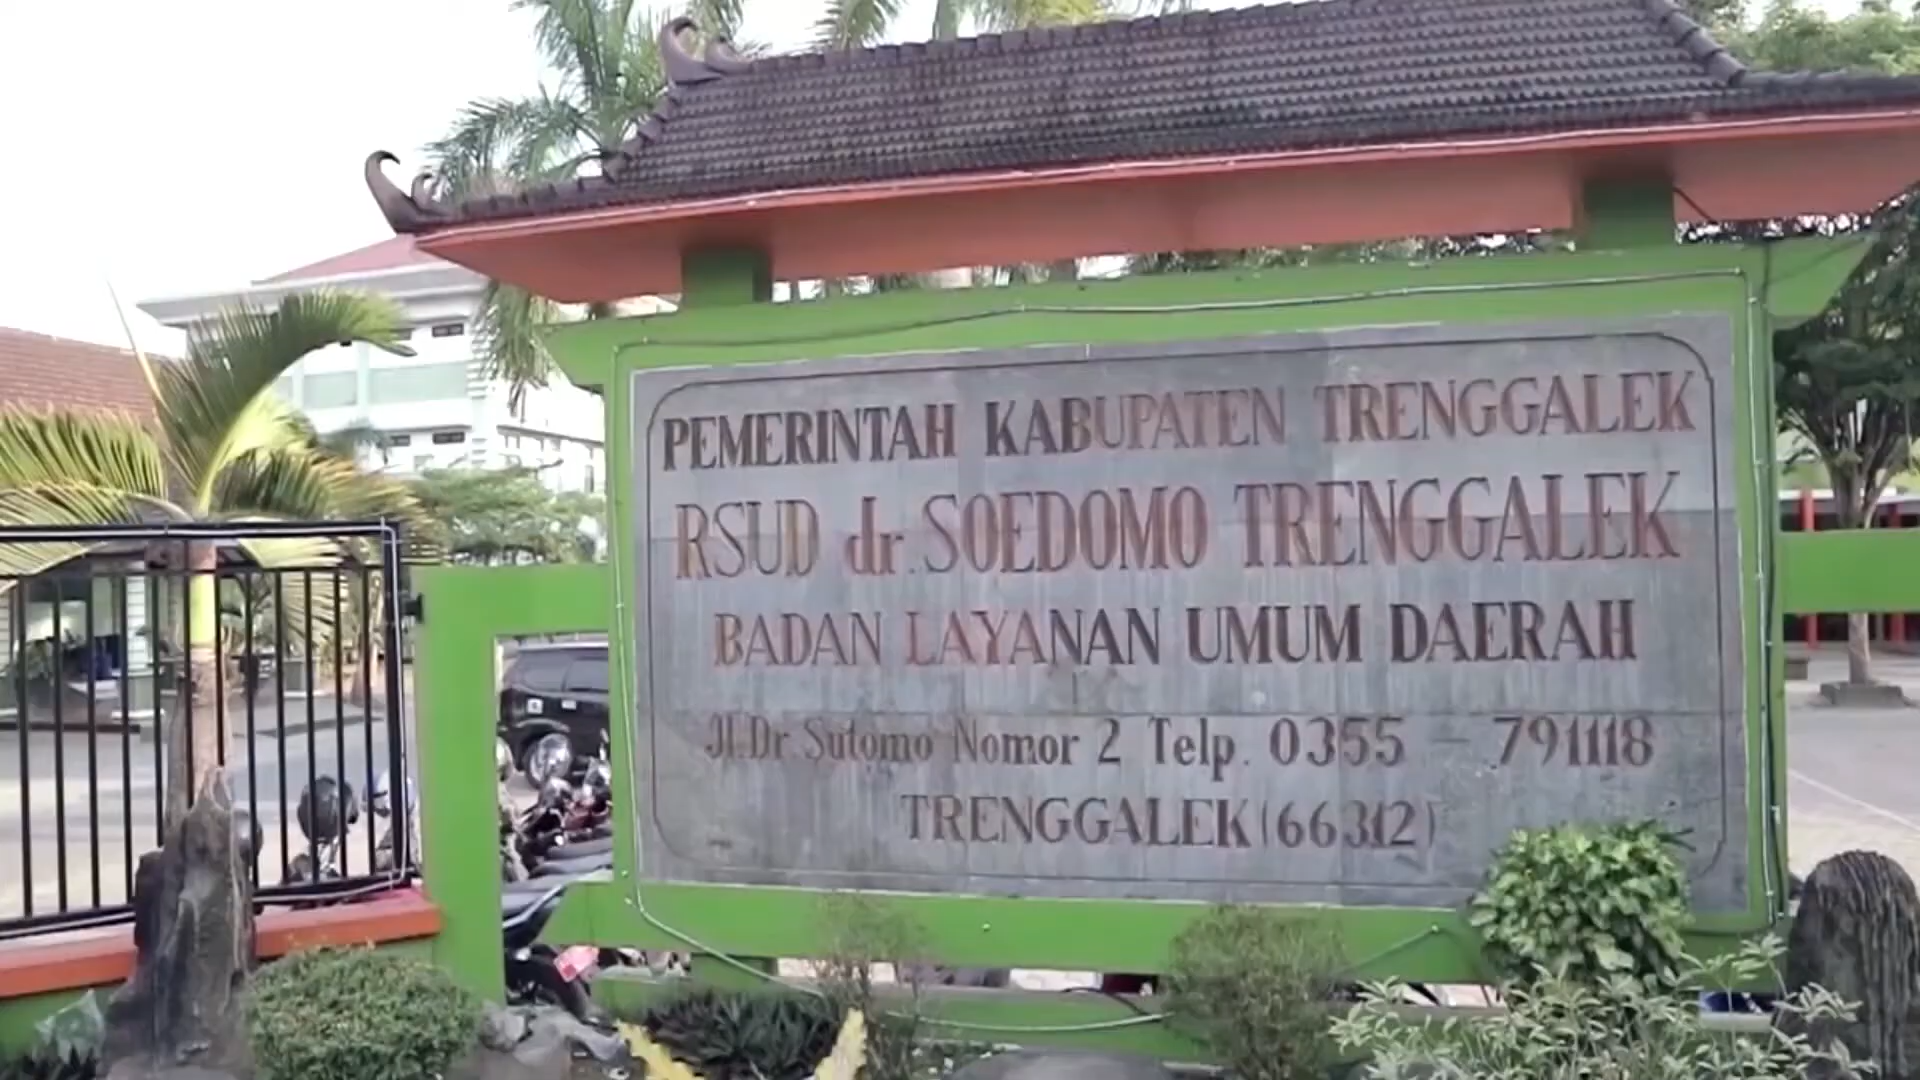 PEMERINTAH KABUPATEN TRENGGALEK
RSUD dr. SOEDOMO TRENGGALEK
BADAN LAYANAN UMUM DAERAH
Jl. Dr. Sutomo Nomor 2 Telp. 0355 - 791118
TRENGGALEK (66312)